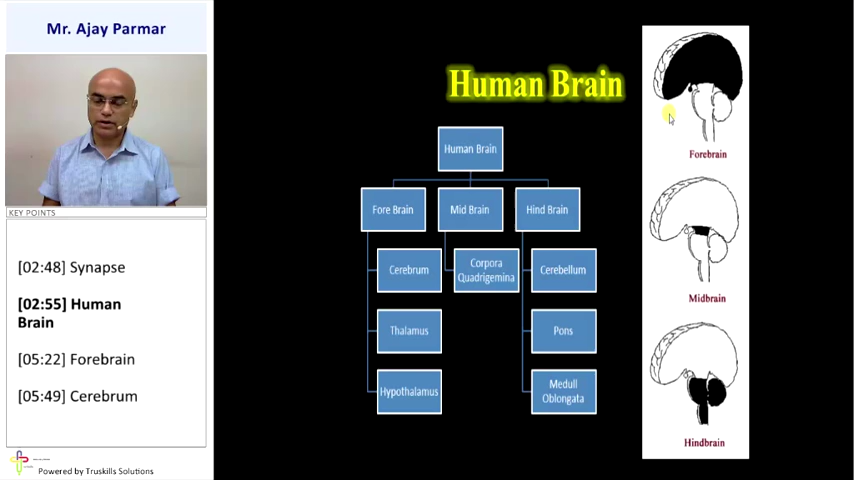 Mr. Ajay Parmar
KEY POINTS
[02:48] Synapse
[02:55] Human
Brain
[05:22] Forebrain
[05:49] Cerebrum
Powered by Truskills Solutions
Human Brain
Human Brain
Fore Brain
Mid Brain
Hind Brain
Cerebrum
Corpora
Quadrigemina
Cerebellum
Thalamus
Pons
Hypothalamus
Medull
Oblongata
Forebrain
Midbrain
Hindbrain